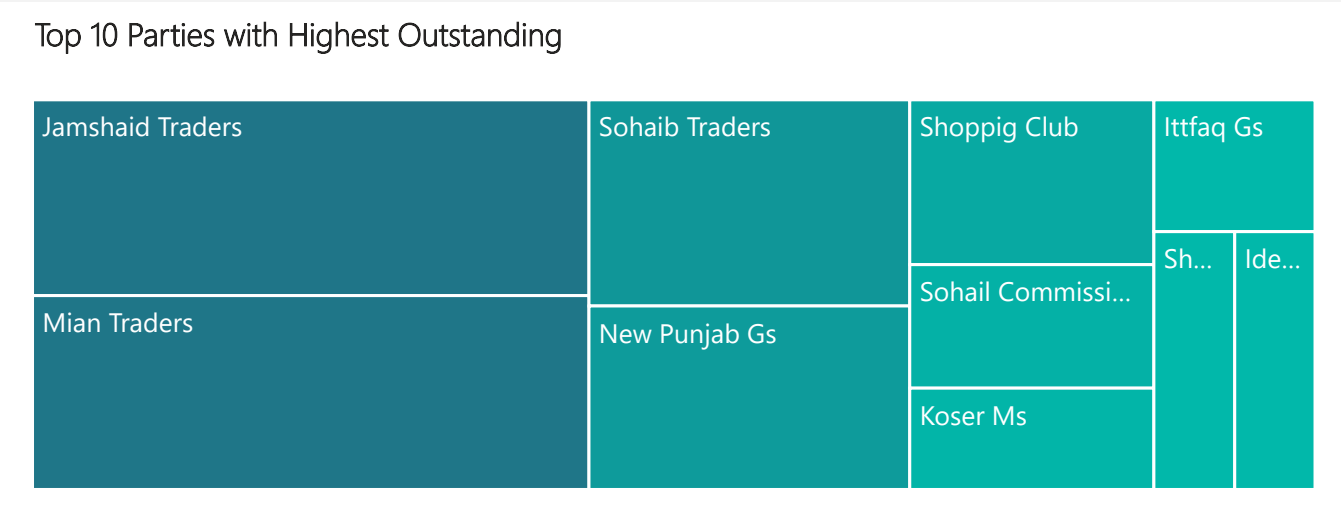 Top 10 Parties with Highest Outstanding
Jamshaid Traders
Mian Traders
Sohaib Traders
New Punjab Gs
Shoppig Club
Sohail Commissi...
Koser Ms
Ittfaq Gs
Sh...
Ide...